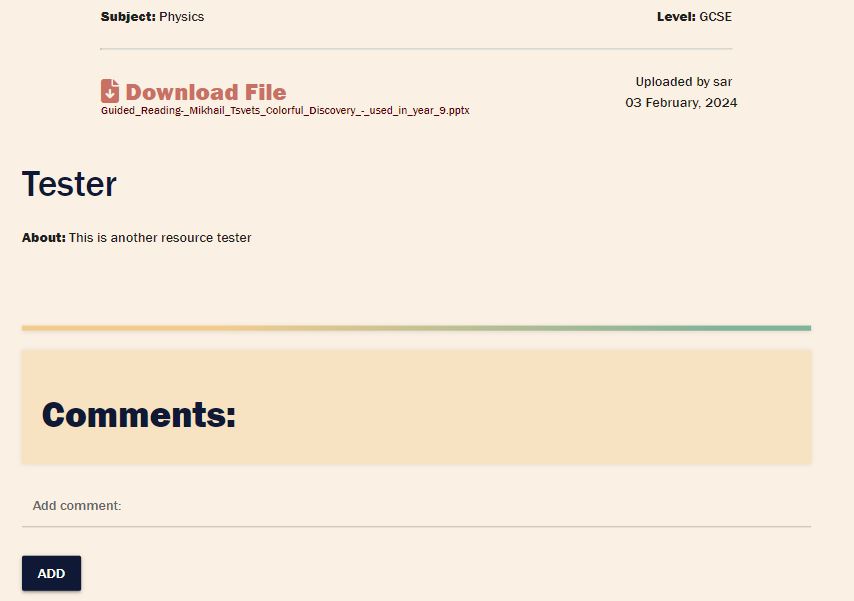 Subject: Physics
Level: GCSE
Download File
Guided_Reading-_Mikhail_Tsvets_Colorful_Discovery_-_used_in_year_9.pptx
Uploaded by sar
03 February, 2024
Tester
About: This is another resource tester
Comments:
Add comment:
ADD